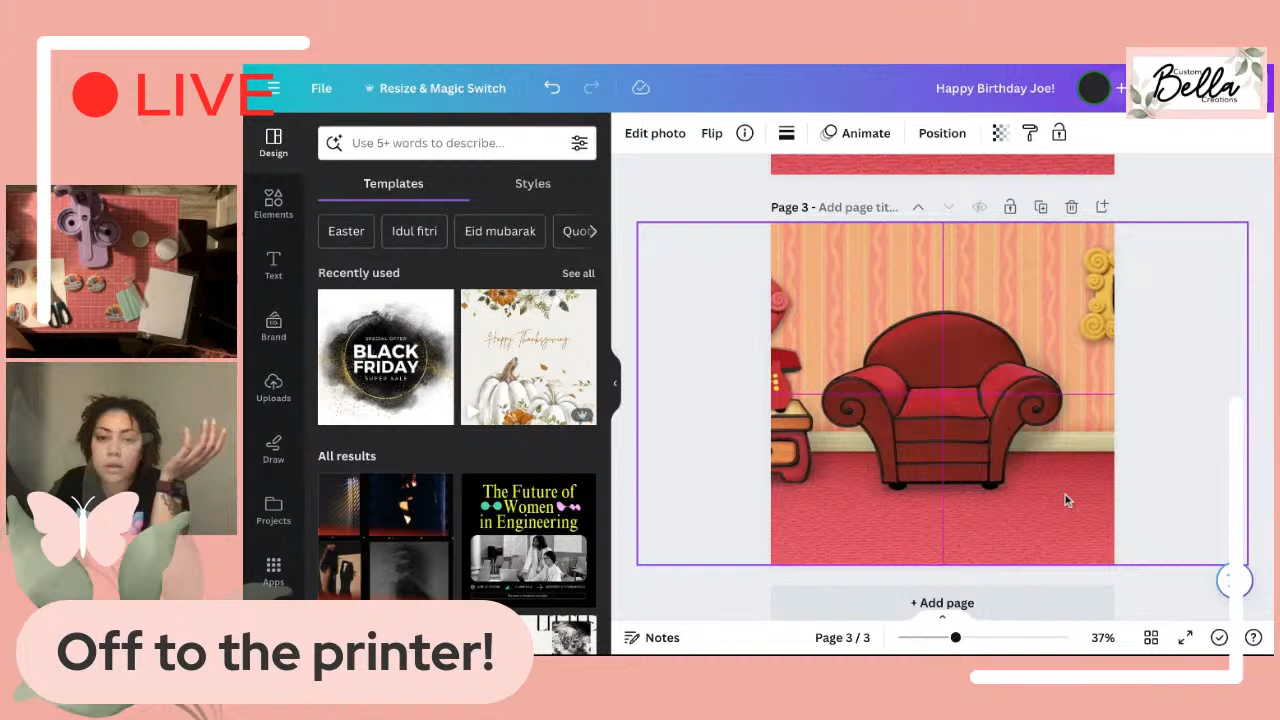 LIVE
File
Resize & Magic Switch
Happy Birthday Joe!
Custom
Bella
Creations
Design
Elements
Text
Brand
Uploads
Draw
Projects
Apps
Use 5+ words to describe...
Templates
Styles
Easter
Idul fitri
Eid mubarak
Quot
Recently used
See all
SPECIAL OFFER
BLACK
FRIDAY
SUPER SALE
Happy Thanksgiving
All results
The Future of
Women
in Engineering
Edit photo
Flip
Animate
Position
Page 3 - Add page tit...
+ Add page
Notes
Page 3 / 3
37%
Off to the printer!